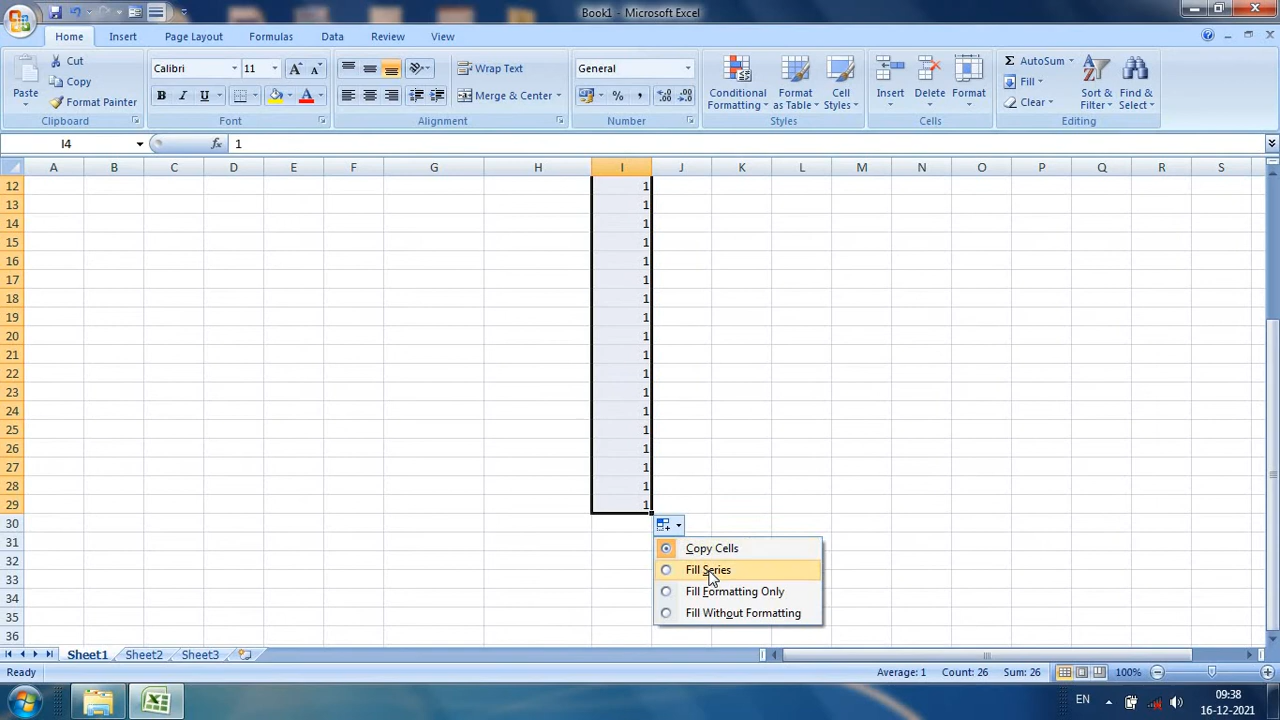 Book1 - Microsoft Excel
Home Insert Page Layout Formulas Data Review View
Paste
Cut
Copy
Format Painter
Clipboard
Calibri 11
B I U A
Font
Wrap Text
Merge & Center
Alignment
General
% ,
Number
Conditional Formatting
Format as Table
Cell Styles
Styles
Insert Delete Format
Cells
Σ AutoSum
Fill
Clear
Sort & Filter
Find & Select
Editing
I4 fx 1
A B C D E F G H I J K L M N O P Q R S
12 1
13 1
14 1
15 1
16 1
17 1
18 1
19 1
20 1
21 1
22 1
23 1
24 1
25 1
26 1
27 1
28 1
29 1
30
31
32
33
34
35
36
Copy Cells
Fill Series
Fill Formatting Only
Fill Without Formatting
Sheet1 Sheet2 Sheet3
Ready Average: 1 Count: 26 Sum: 26 100%
EN 09:38
16-12-2021